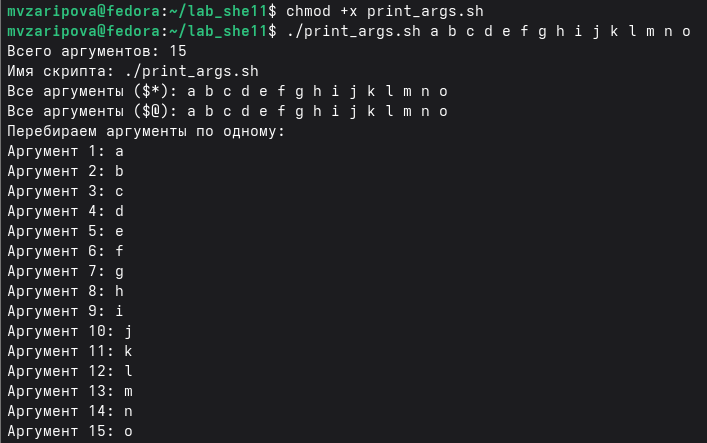 mvzaripova@fedora:~/lab_she11$ chmod +x print_args.sh
mvzaripova@fedora:~/lab_she11$ ./print_args.sh a b c d e f g h i j k l m n o
Всего аргументов: 15
Имя скрипта: ./print_args.sh
Все аргументы ($*): a b c d e f g h i j k l m n o
Все аргументы ($@): a b c d e f g h i j k l m n o
Перебираем аргументы по одному:
Аргумент 1: a
Аргумент 2: b
Аргумент 3: c
Аргумент 4: d
Аргумент 5: e
Аргумент 6: f
Аргумент 7: g
Аргумент 8: h
Аргумент 9: i
Аргумент 10: j
Аргумент 11: k
Аргумент 12: l
Аргумент 13: m
Аргумент 14: n
Аргумент 15: o